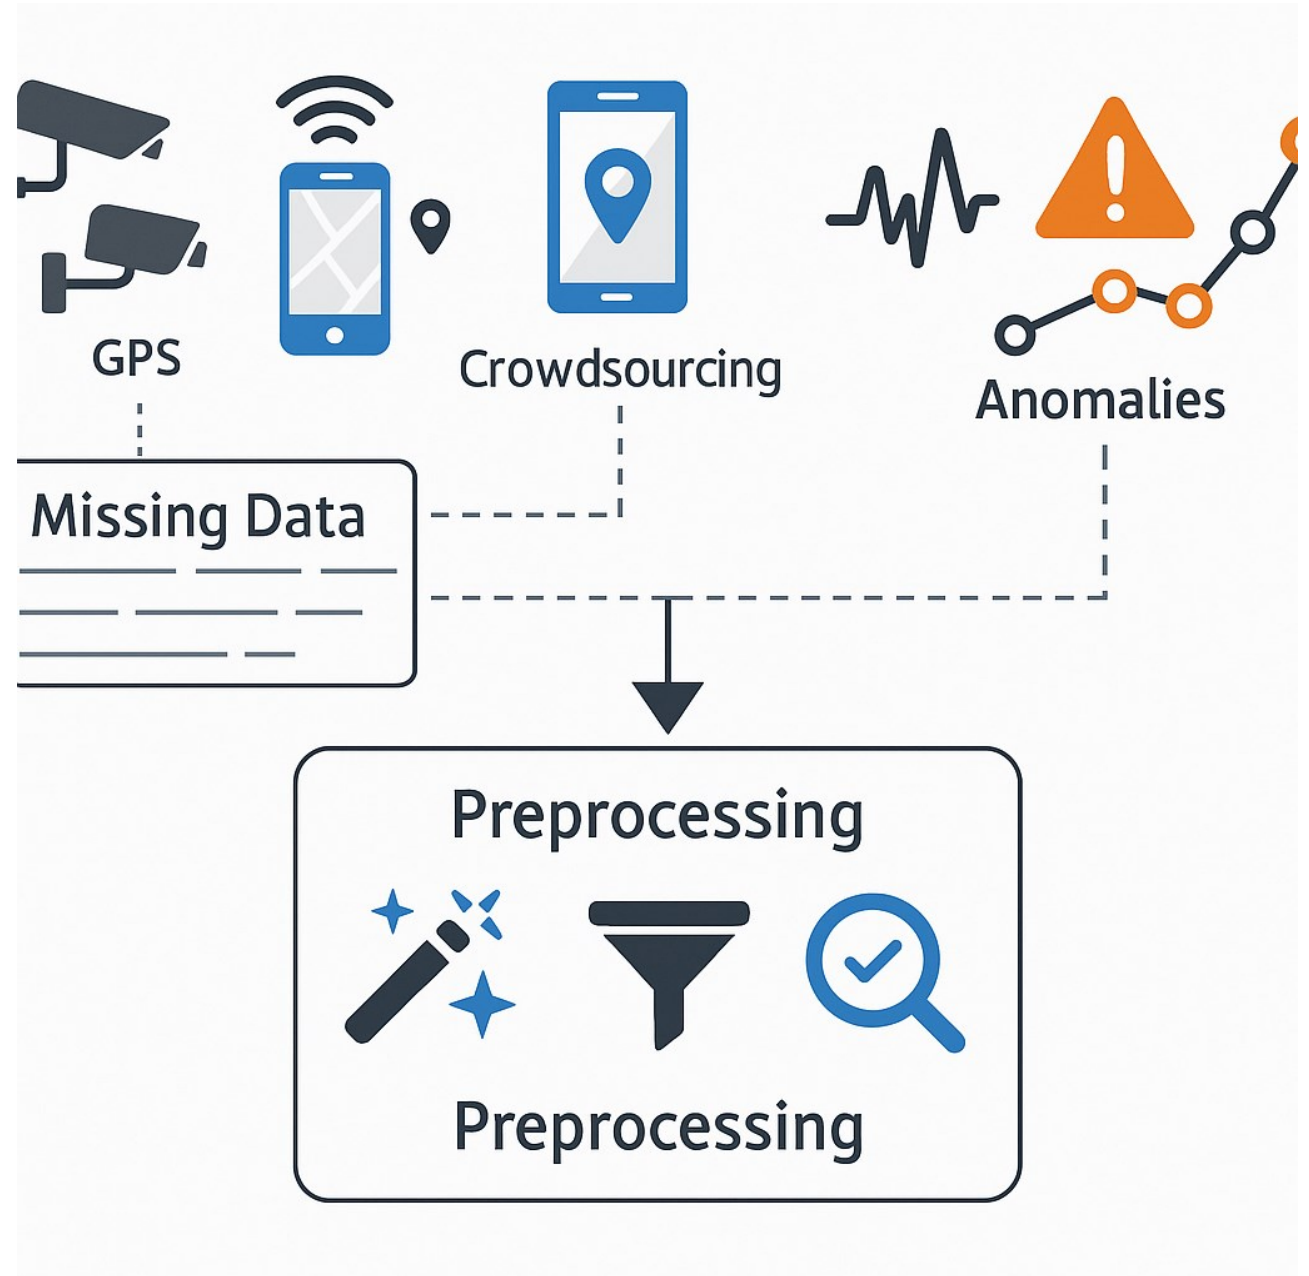 GPS
Crowdsourcing
Anomalies
Missing Data
Preprocessing
Preprocessing